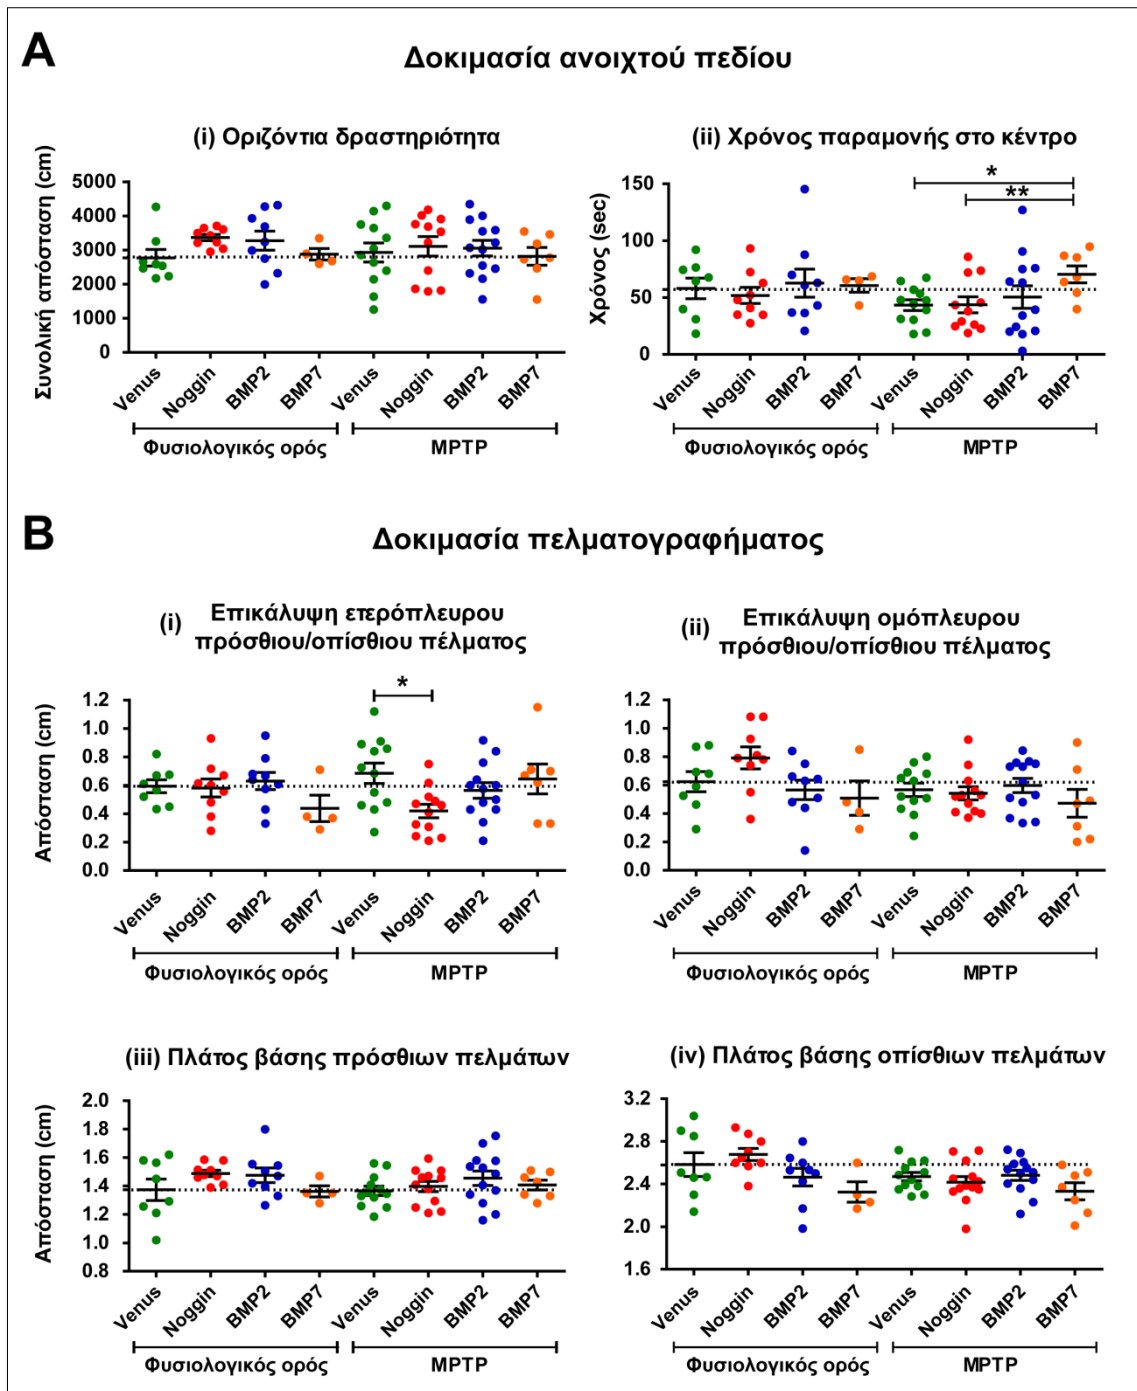 A
Δοκιμασία ανοιχτού πεδίου
(i) Οριζόντια δραστηριότητα
Συνολική απόσταση (cm)
5000
4000
3000
2000
1000
0
Venus
Noggin
BMP2
BMP7
Venus
Noggin
BMP2
BMP7
Φυσιολογικός ορός
MPTP
(ii) Χρόνος παραμονής στο κέντρο
Χρόνος (sec)
150
100
50
0
*
**
Venus
Noggin
BMP2
BMP7
Venus
Noggin
BMP2
BMP7
Φυσιολογικός ορός
MPTP
B
Δοκιμασία πελματογραφήματος
(i) Επικάλυψη ετερόπλευρου
πρόσθιου/οπίσθιου πέλματος
Απόσταση (cm)
1.2
1.0
0.8
0.6
0.4
0.2
0.0
*
Venus
Noggin
BMP2
BMP7
Venus
Noggin
BMP2
BMP7
Φυσιολογικός ορός
MPTP
(ii) Επικάλυψη ομόπλευρου
πρόσθιου/οπίσθιου πέλματος
1.2
1.0
0.8
0.6
0.4
0.2
0.0
Venus
Noggin
BMP2
BMP7
Venus
Noggin
BMP2
BMP7
Φυσιολογικός ορός
MPTP
(iii) Πλάτος βάσης πρόσθιων πελμάτων
Απόσταση (cm)
2.0
1.8
1.6
1.4
1.2
1.0
0.8
Venus
Noggin
BMP2
BMP7
Venus
Noggin
BMP2
BMP7
Φυσιολογικός ορός
MPTP
(iv) Πλάτος βάσης οπίσθιων πελμάτων
3.2
2.8
2.4
2.0
1.6
Venus
Noggin
BMP2
BMP7
Venus
Noggin
BMP2
BMP7
Φυσιολογικός ορός
MPTP